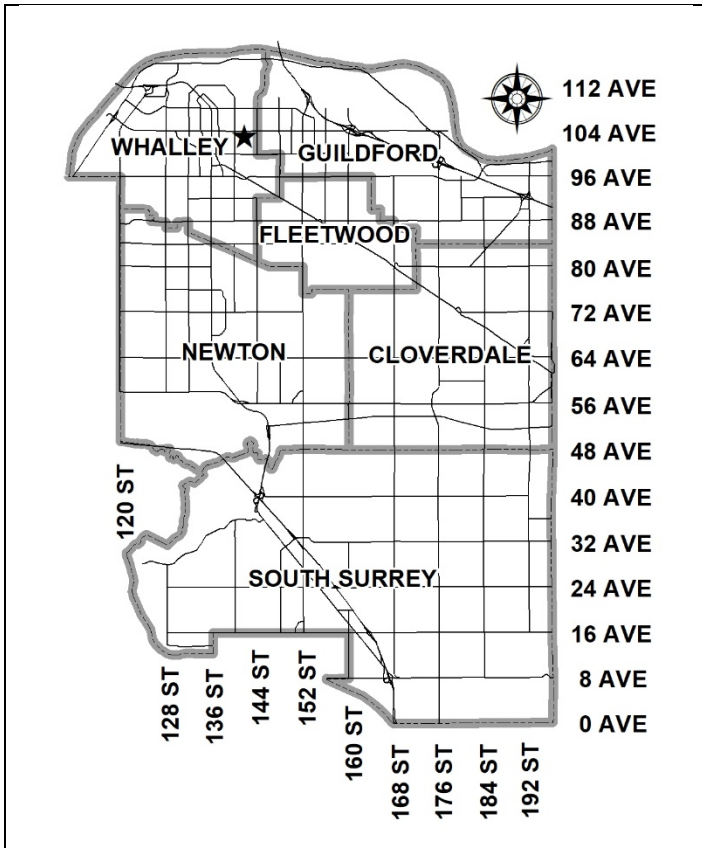 112 AVE
104 AVE
WHALLEY
GUILDFORD
96 AVE
88 AVE
FLEETWOOD
80 AVE
72 AVE
NEWTON
CLOVERDALE
64 AVE
56 AVE
48 AVE
120 ST
40 AVE
32 AVE
SOUTH SURREY
24 AVE
16 AVE
8 AVE
0 AVE
128 ST
136 ST
144 ST
152 ST
160 ST
168 ST
176 ST
184 ST
192 ST